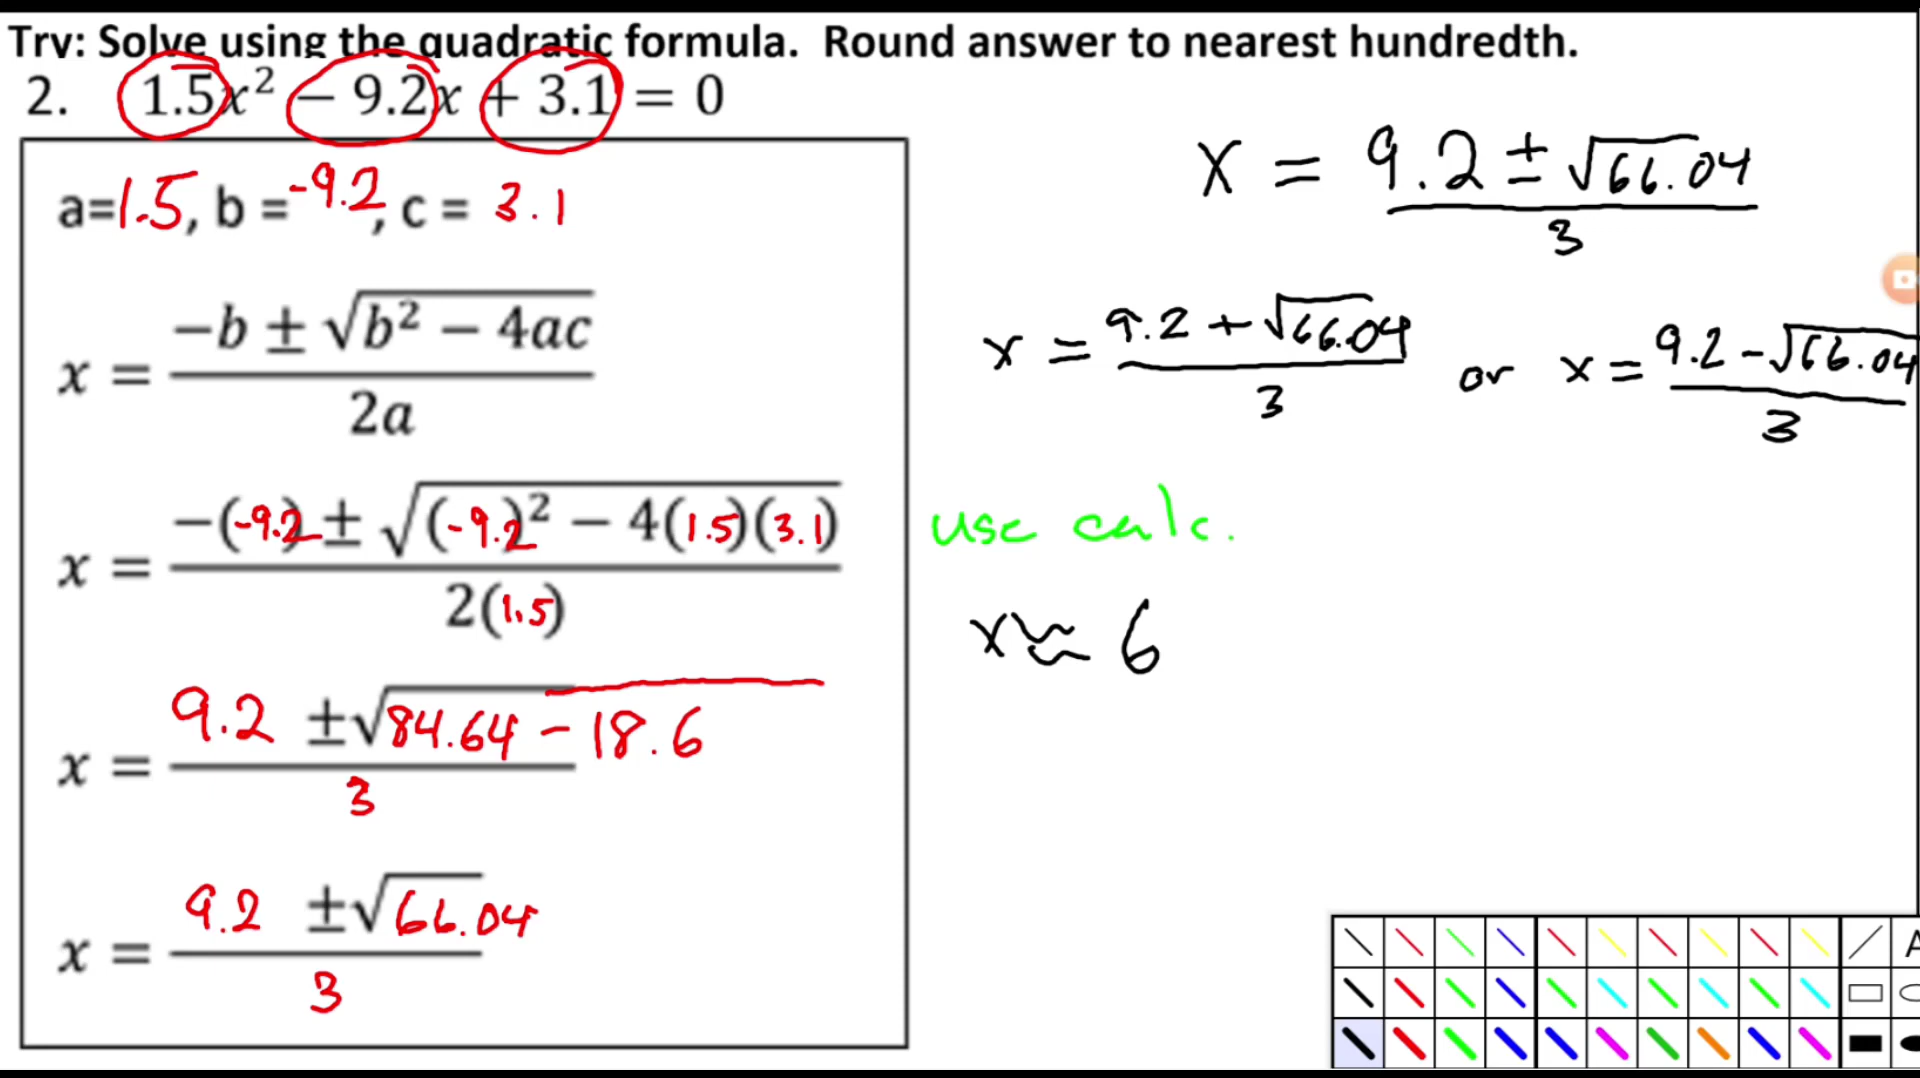 Try: Solve using the quadratic formula. Round answer to nearest hundredth.
2. 1.5x² − 9.2x + 3.1 = 0
a=1.5, b = -9.2, c = 3.1
x = (−b ± √(b² − 4ac)) / 2a
x = (−(-9.2) ± √((-9.2)² − 4(1.5)(3.1))) / 2(1.5)
x = (9.2 ± √(84.64 − 18.6)) / 3
x = (9.2 ± √66.04) / 3
x = (9.2 ± √66.04) / 3
x = (9.2 + √66.04) / 3 or x = (9.2 − √66.04) / 3
use calc.
x ≈ 6
A